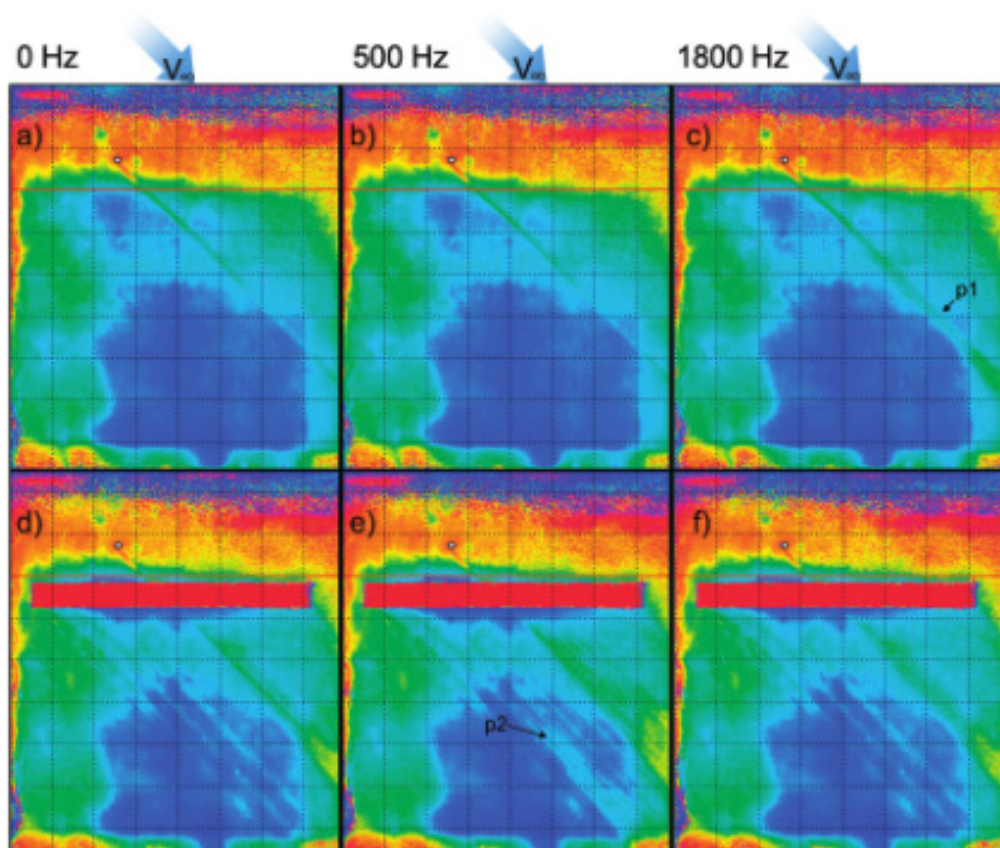 0 Hz 500 Hz 1800 Hz
V∞ V∞ V∞
a) b) c)
p1
d) e) f)
p2